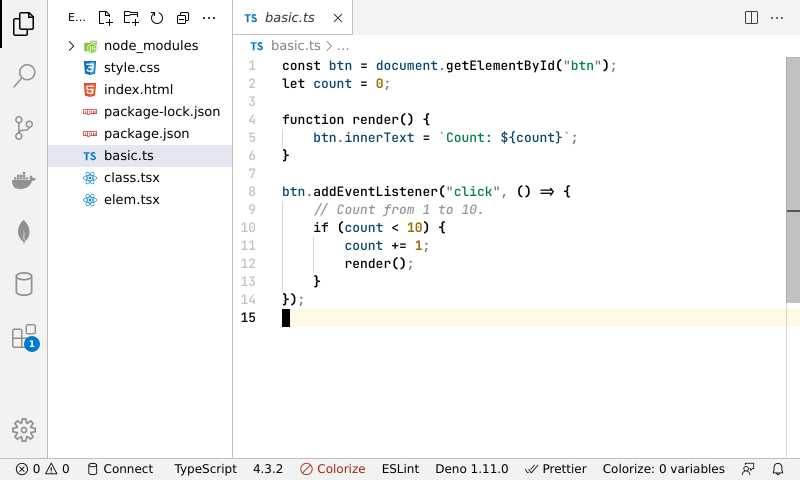 E...
TS basic.ts
node_modules
style.css
index.html
package-lock.json
package.json
TS basic.ts
class.tsx
elem.tsx
TS basic.ts > ...
1 const btn = document.getElementById("btn");
2 let count = 0;
3
4 function render() {
5 btn.innerText = `Count: ${count}`;
6 }
7
8 btn.addEventListener("click", () => {
9 // Count from 1 to 10.
10 if (count < 10) {
11 count += 1;
12 render();
13 }
14 });
15
1
0 0 Connect TypeScript 4.3.2 Colorize ESLint Deno 1.11.0 Prettier Colorize: 0 variables